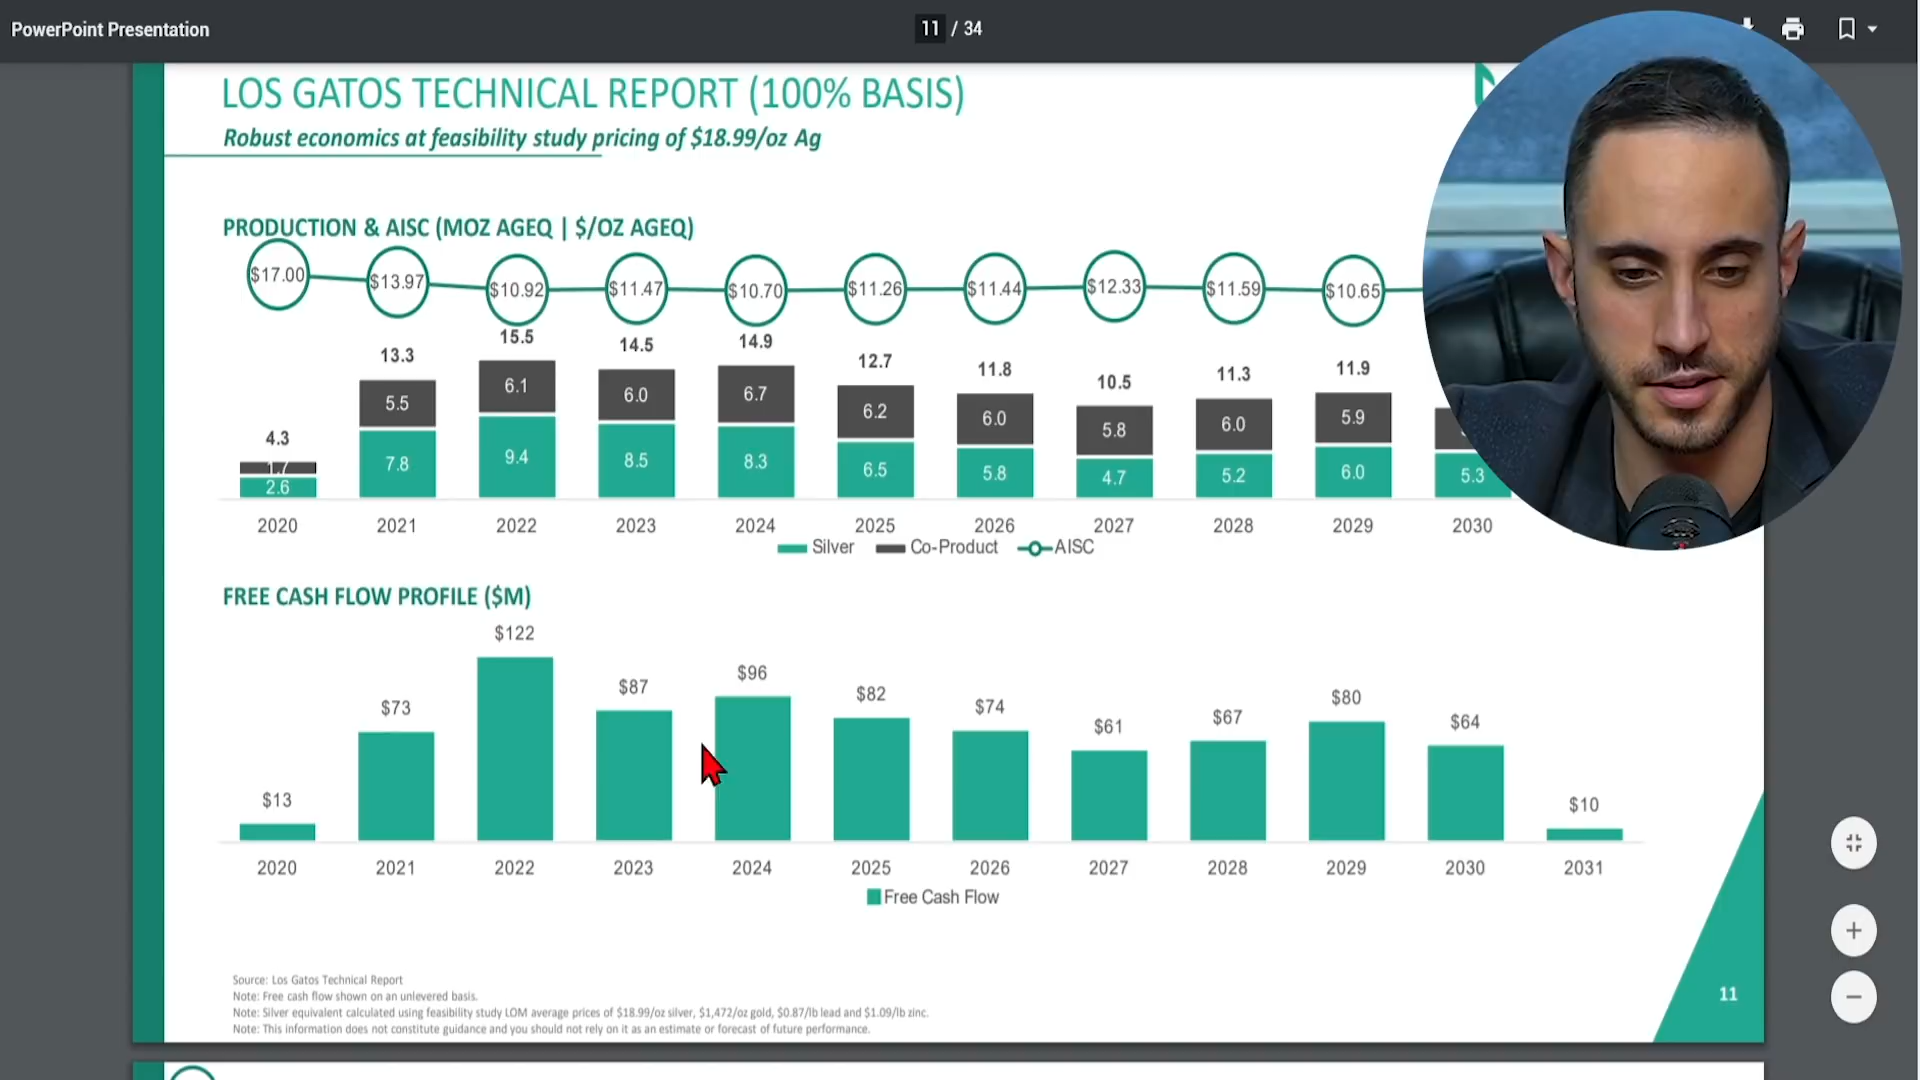 PowerPoint Presentation
11 / 34
LOS GATOS TECHNICAL REPORT (100% BASIS)
Robust economics at feasibility study pricing of $18.99/oz Ag
PRODUCTION & AISC (MOZ AGEQ | $/OZ AGEQ)
$17.00 $13.97 $10.92 $11.47 $10.70 $11.26 $11.44 $12.33 $11.59 $10.65
4.3 13.3 15.5 14.5 14.9 12.7 11.8 10.5 11.3 11.9
1.7 5.5 6.1 6.0 6.7 6.2 6.0 5.8 6.0 5.9
2.6 7.8 9.4 8.5 8.3 6.5 5.8 4.7 5.2 6.0 5.3
2020 2021 2022 2023 2024 2025 2026 2027 2028 2029 2030
Silver Co-Product AISC
FREE CASH FLOW PROFILE ($M)
$13 $73 $122 $87 $96 $82 $74 $61 $67 $80 $64 $10
2020 2021 2022 2023 2024 2025 2026 2027 2028 2029 2030 2031
Free Cash Flow
Source: Los Gatos Technical Report
Note: Free cash flow shown on an unlevered basis.
Note: Silver equivalent calculated using feasibility study LOM average prices of $18.99/oz silver, $1,472/oz gold, $0.87/lb lead and $1.09/lb zinc.
Note: This information does not constitute guidance and you should not rely on it as an estimate or forecast of future performance.
11